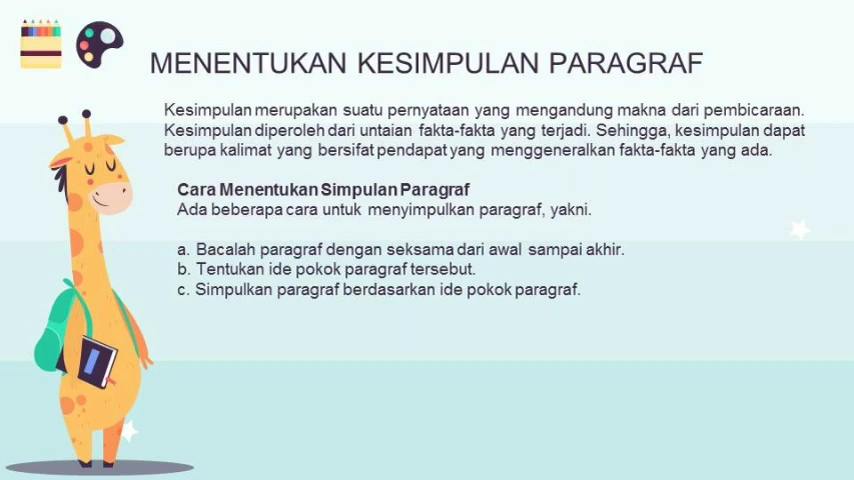 MENENTUKAN KESIMPULAN PARAGRAF
Kesimpulan merupakan suatu pernyataan yang mengandung makna dari pembicaraan.
Kesimpulan diperoleh dari untaian fakta-fakta yang terjadi. Sehingga, kesimpulan dapat
berupa kalimat yang bersifat pendapat yang menggeneralkan fakta-fakta yang ada.
Cara Menentukan Simpulan Paragraf
Ada beberapa cara untuk menyimpulkan paragraf, yakni.
a. Bacalah paragraf dengan seksama dari awal sampai akhir.
b. Tentukan ide pokok paragraf tersebut.
c. Simpulkan paragraf berdasarkan ide pokok paragraf.